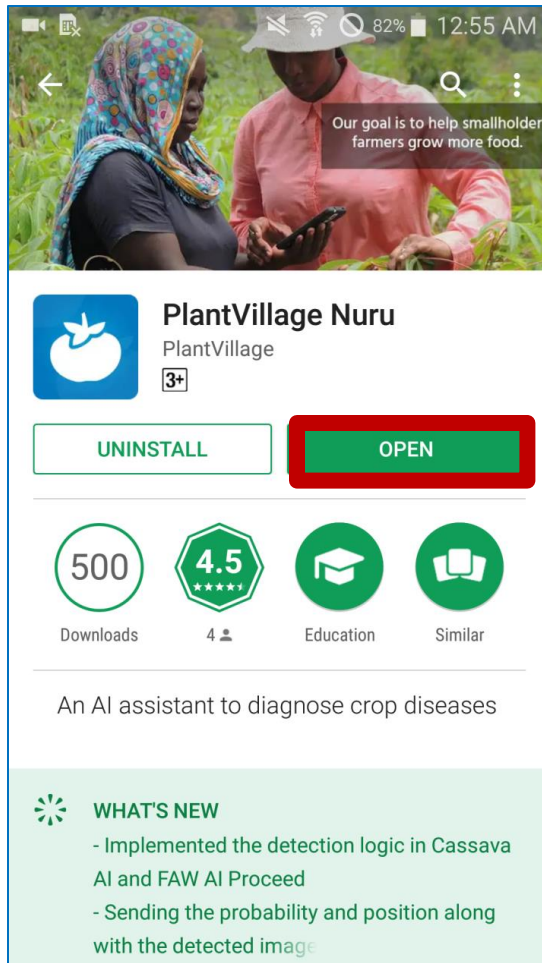 82% 12:55 AM
Our goal is to help smallholder
farmers grow more food.
PlantVillage Nuru
PlantVillage
3+
UNINSTALL
OPEN
500
4.5
Downloads
4
Education
Similar
An AI assistant to diagnose crop diseases
WHAT'S NEW
- Implemented the detection logic in Cassava
AI and FAW AI Proceed
- Sending the probability and position along
with the detected image